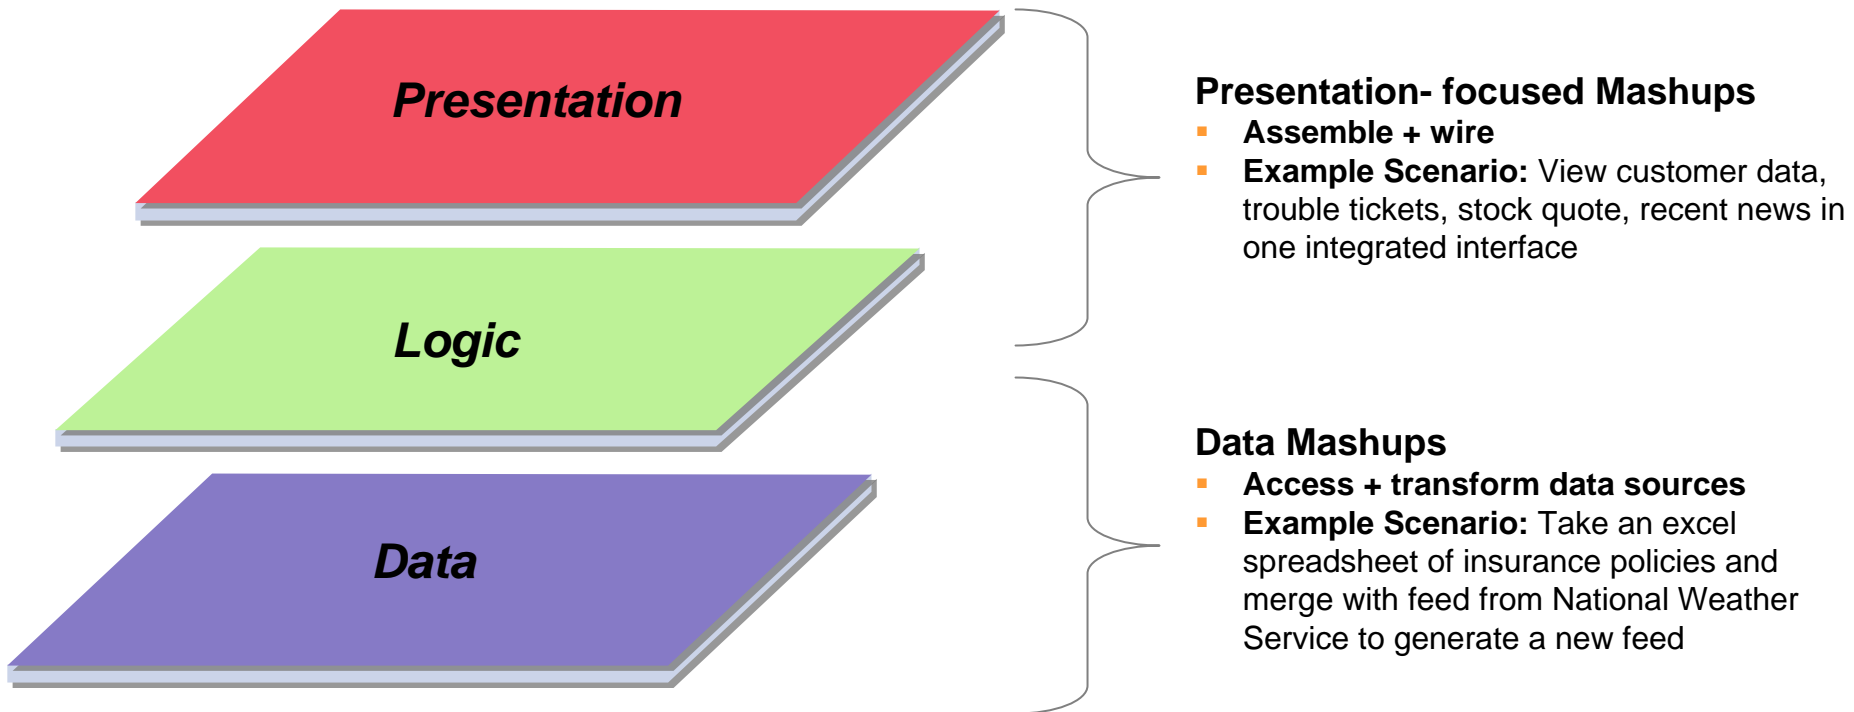 Presentation
Logic
Data
Presentation- focused Mashups
Assemble + wire
Example Scenario: View customer data,
trouble tickets, stock quote, recent news in
one integrated interface
Data Mashups
Access + transform data sources
Example Scenario: Take an excel
spreadsheet of insurance policies and
merge with feed from National Weather
Service to generate a new feed